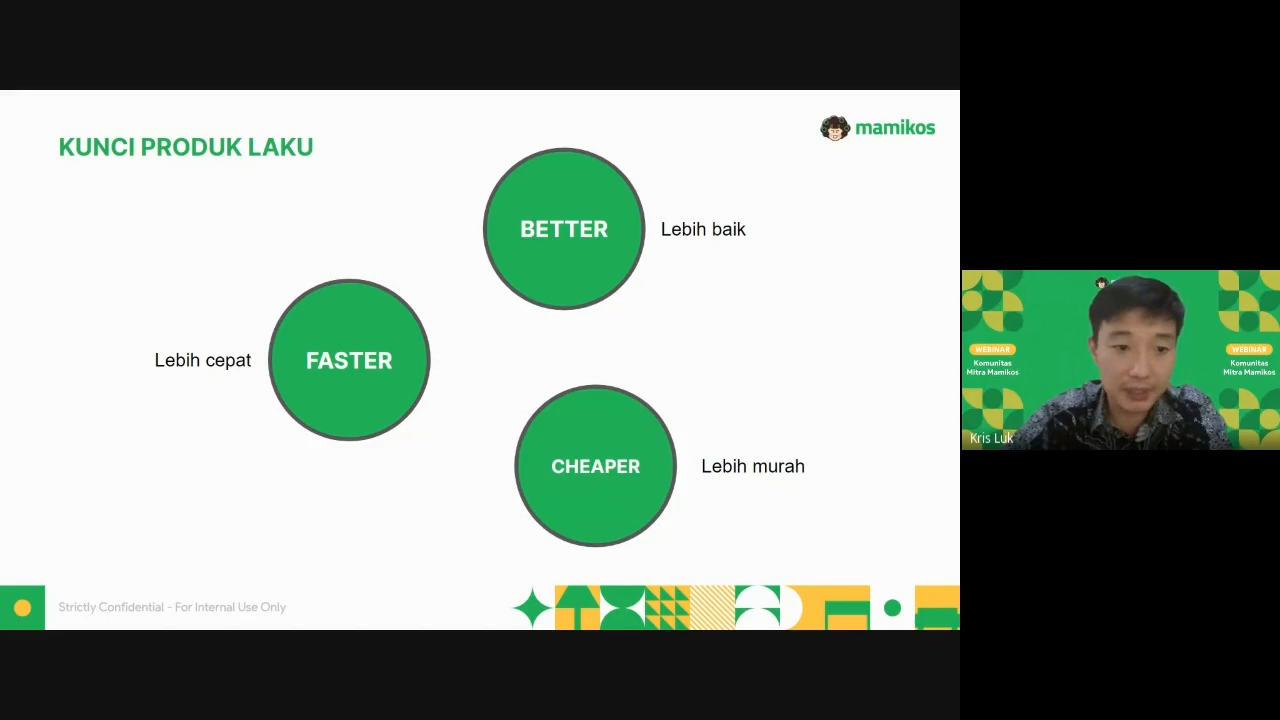 KUNCI PRODUK LAKU
mamikos
BETTER
Lebih baik
Lebih cepat
FASTER
CHEAPER
Lebih murah
Strictly Confidential - For Internal Use Only
WEBINAR
Komunitas
Mitra Mamikos
WEBINAR
Komunitas
Mitra Mamikos
Kris Luk